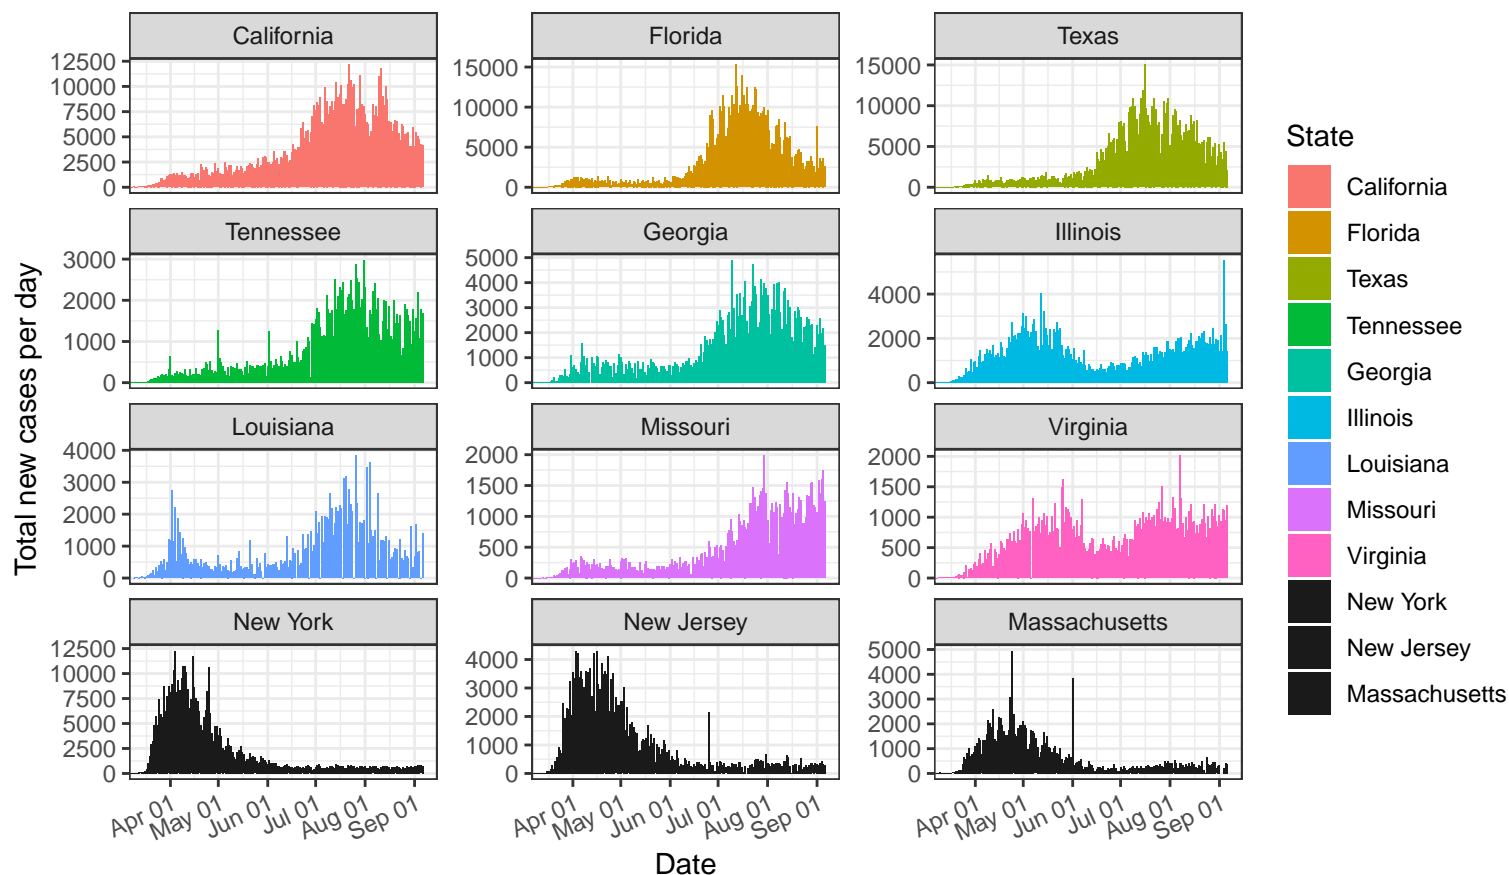 California Florida Texas
12500
10000
7500
5000
2500
0
15000
10000
5000
0
15000
10000
5000
0
Tennessee Georgia Illinois
3000
2000
1000
0
5000
4000
3000
2000
1000
0
4000
2000
0
Louisiana Missouri Virginia
4000
3000
2000
1000
0
2000
1500
1000
500
0
2000
1500
1000
500
0
New York New Jersey Massachusetts
12500
10000
7500
5000
2500
0
4000
3000
2000
1000
0
5000
4000
3000
2000
1000
0
Apr 01 May 01 Jun 01 Jul 01 Aug 01 Sep 01
Apr 01 May 01 Jun 01 Jul 01 Aug 01 Sep 01
Apr 01 May 01 Jun 01 Jul 01 Aug 01 Sep 01
Date
Total new cases per day
State
California
Florida
Texas
Tennessee
Georgia
Illinois
Louisiana
Missouri
Virginia
New York
New Jersey
Massachusetts